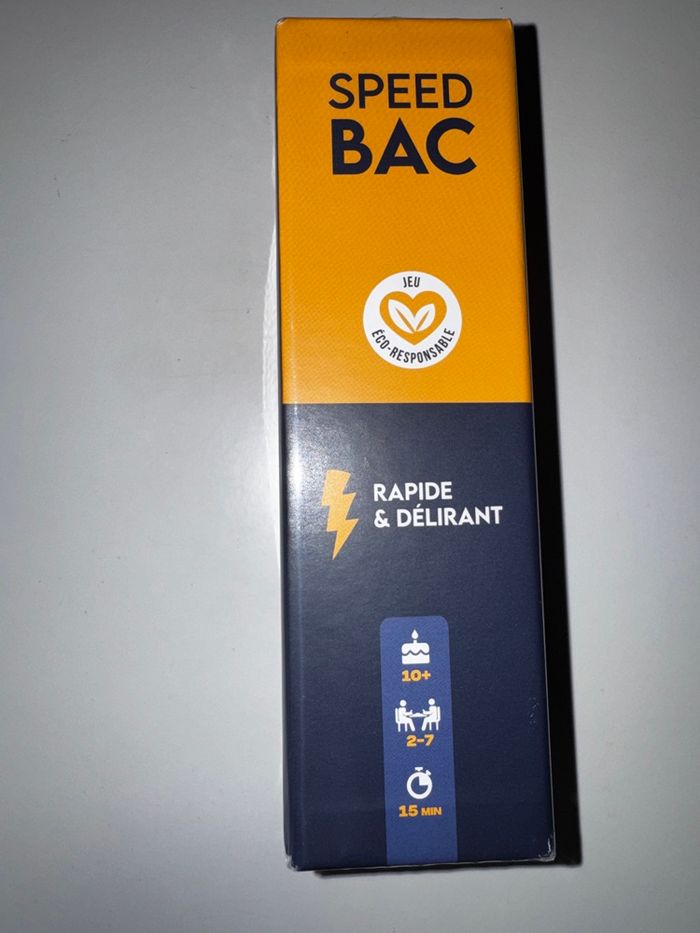 SPEED
BAC
JEU
ÉCO-RESPONSABLE
RAPIDE
& DÉLIRANT
10+
2-7
15 MIN